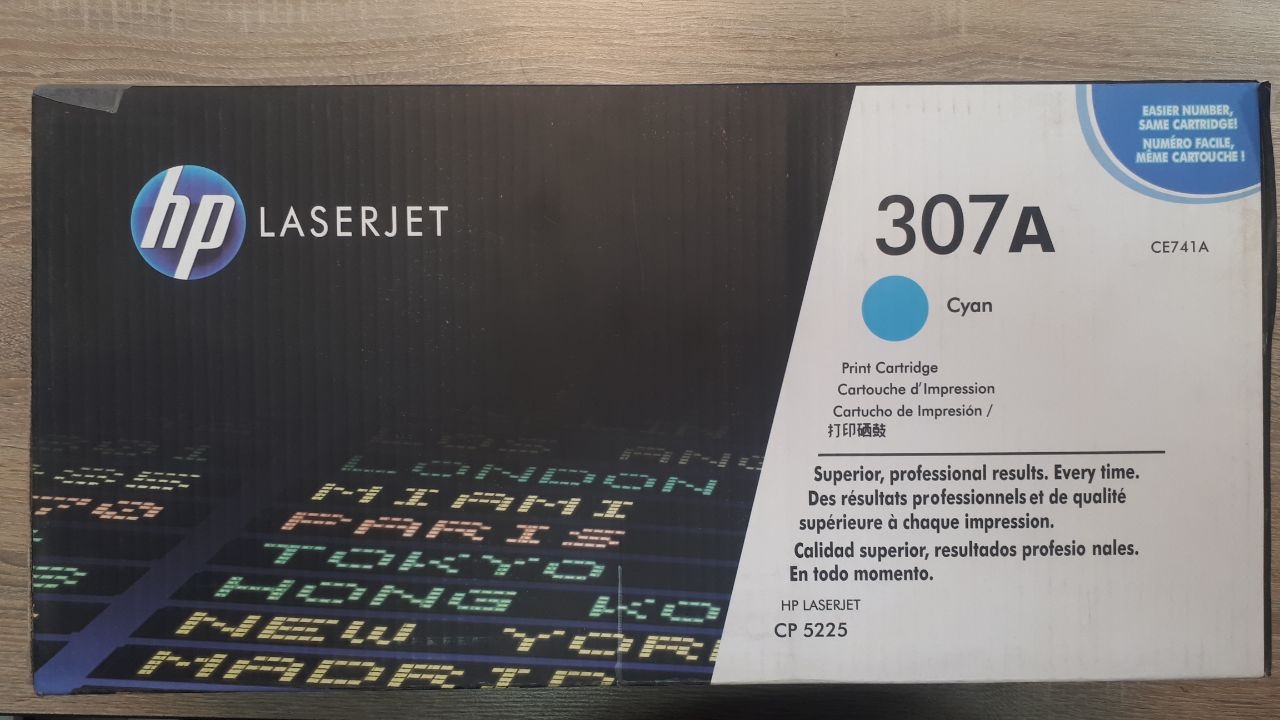 hp LASERJET
EASIER NUMBER,
SAME CARTRIDGE!
NUMÉRO FACILE,
MÊME CARTOUCHE !
307A
CE741A
Cyan
Print Cartridge
Cartouche d'Impression
Cartucho de Impresión /
打印硒鼓
Superior, professional results. Every time.
Des résultats professionnels et de qualité
supérieure à chaque impression.
Calidad superior, resultados profesio nales.
En todo momento.
HP LASERJET
CP 5225
LONDON
MIAMI
PARIS
TOKYO
HONG KO
NEW YOR
MADRID